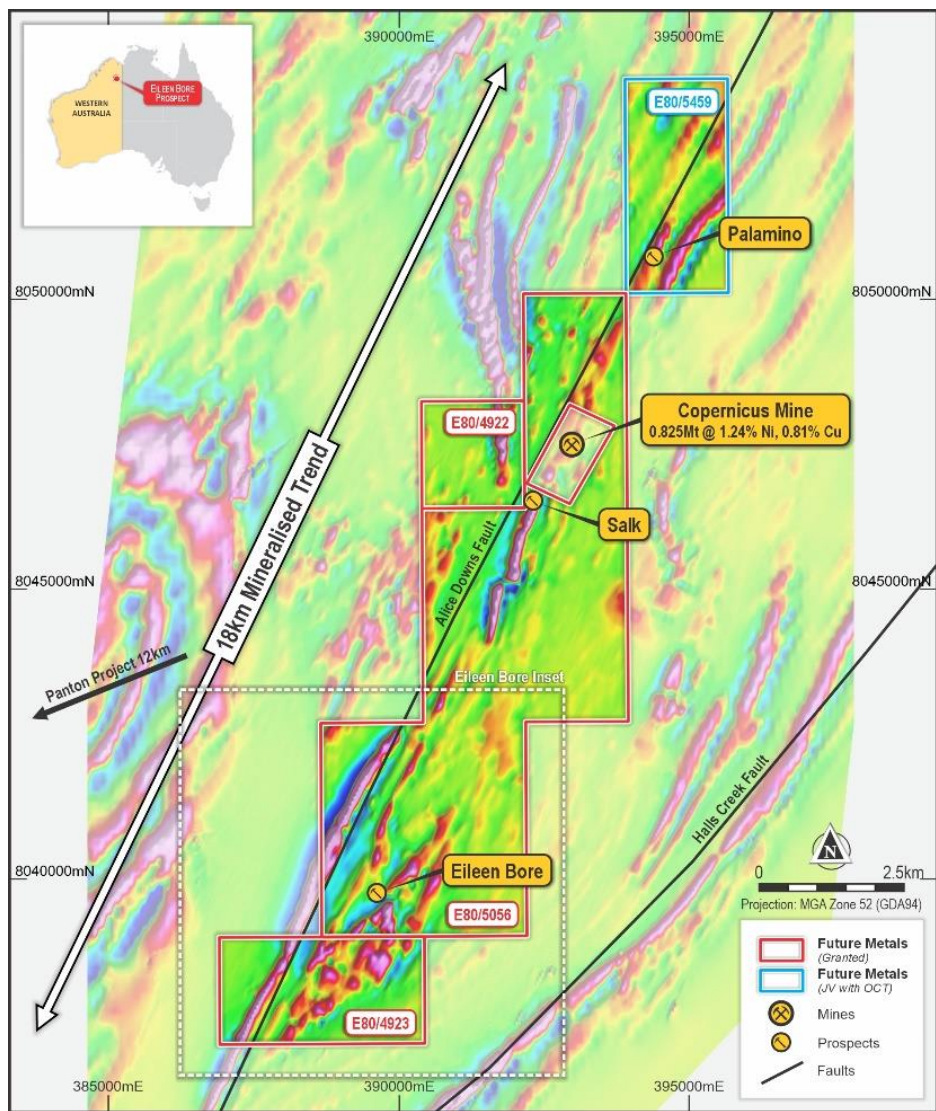 390000mE
395000mE
WESTERN
AUSTRALIA
EILEEN BORE
PROSPECT
E80/5459
Palamino
8050000mN
8050000mN
E80/4922
Copernicus Mine
0.825Mt @ 1.24% Ni, 0.81% Cu
Salk
18km Mineralised Trend
Alice Downs Fault
8045000mN
8045000mN
Panton Project 12km
Eileen Bore Inset
Halls Creek Fault
N
8040000mN
Eileen Bore
0
2.5km
Projection: MGA Zone 52 (GDA94)
E80/5056
E80/4923
Future Metals
(Granted)
Future Metals
(JV with OCT)
Mines
Prospects
Faults
385000mE
390000mE
395000mE